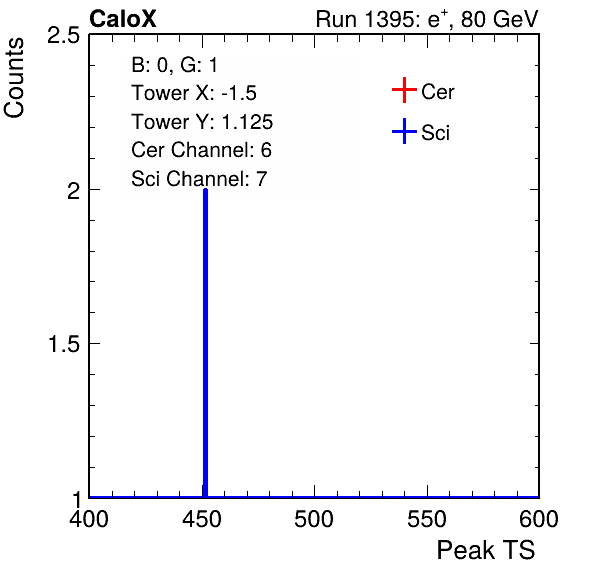 CaloX Run 1395: e⁺, 80 GeV
Counts
2.5
B: 0, G: 1
Tower X: -1.5
Tower Y: 1.125
Cer Channel: 6
Sci Channel: 7
Cer
Sci
2
1.5
1
400 450 500 550 600
Peak TS